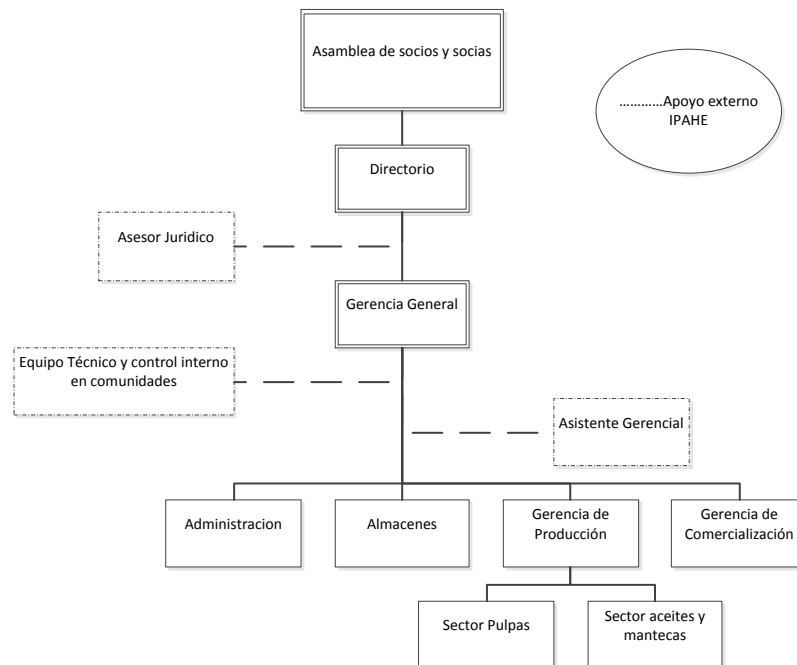 Asamblea de socios y socias
…………Apoyo externo
IPAHE
Directorio
Asesor Juridico
Gerencia General
Equipo Técnico y control interno
en comunidades
Asistente Gerencial
Administracion
Almacenes
Gerencia de
Producción
Gerencia de
Comercialización
Sector Pulpas
Sector aceites y
mantecas